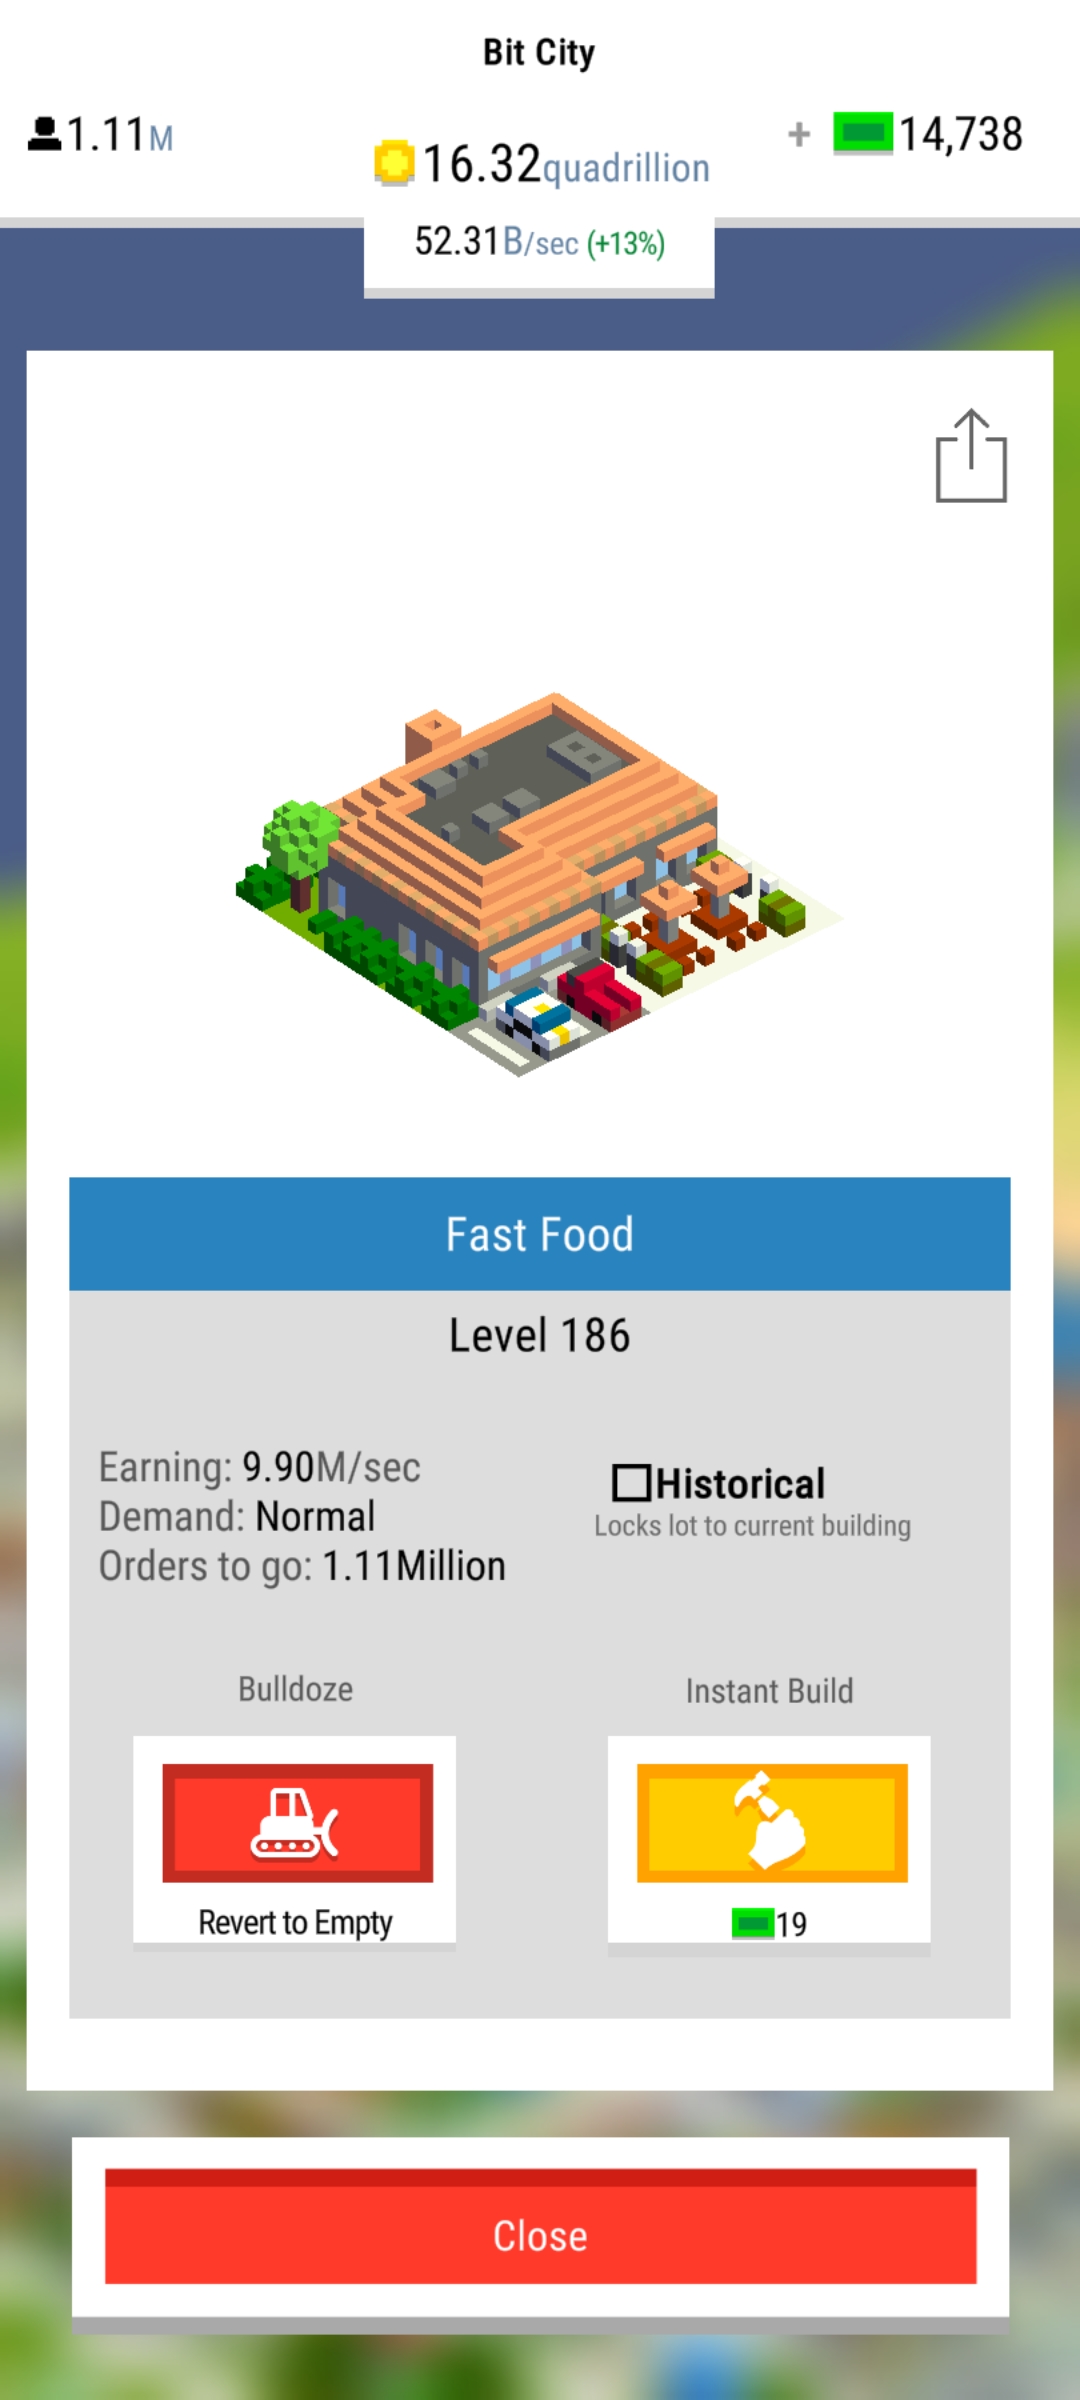 Bit City
1.11M
16.32quadrillion
+ 14,738
52.31B/sec (+13%)
Fast Food
Level 186
Earning: 9.90M/sec
Demand: Normal
Orders to go: 1.11Million
Historical
Locks lot to current building
Bulldoze
Revert to Empty
Instant Build
19
Close